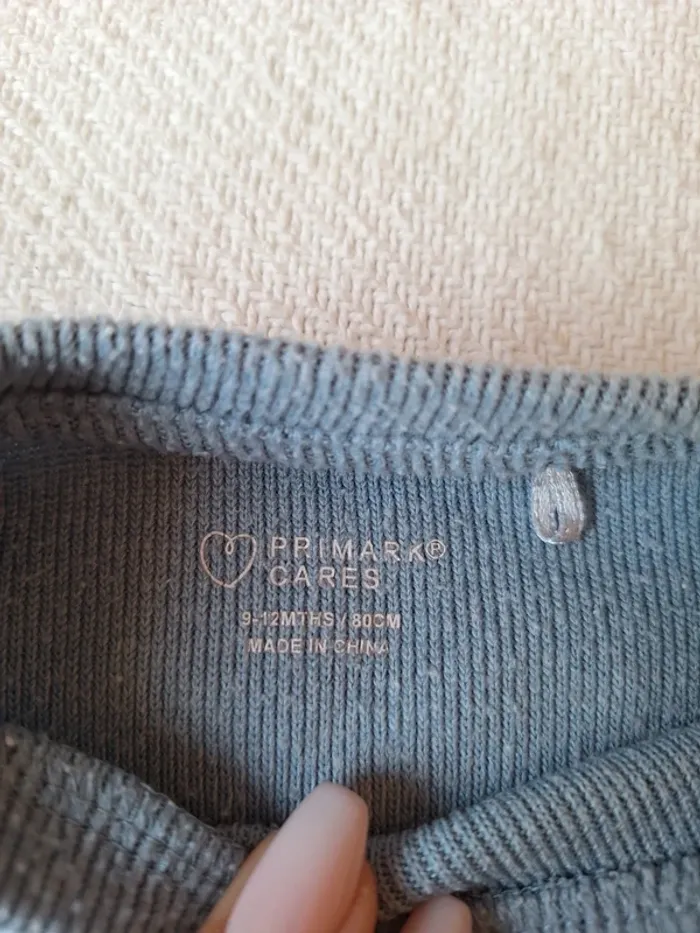 PRIMARK®
CARES
9-12MTHS / 80CM
MADE IN CHINA